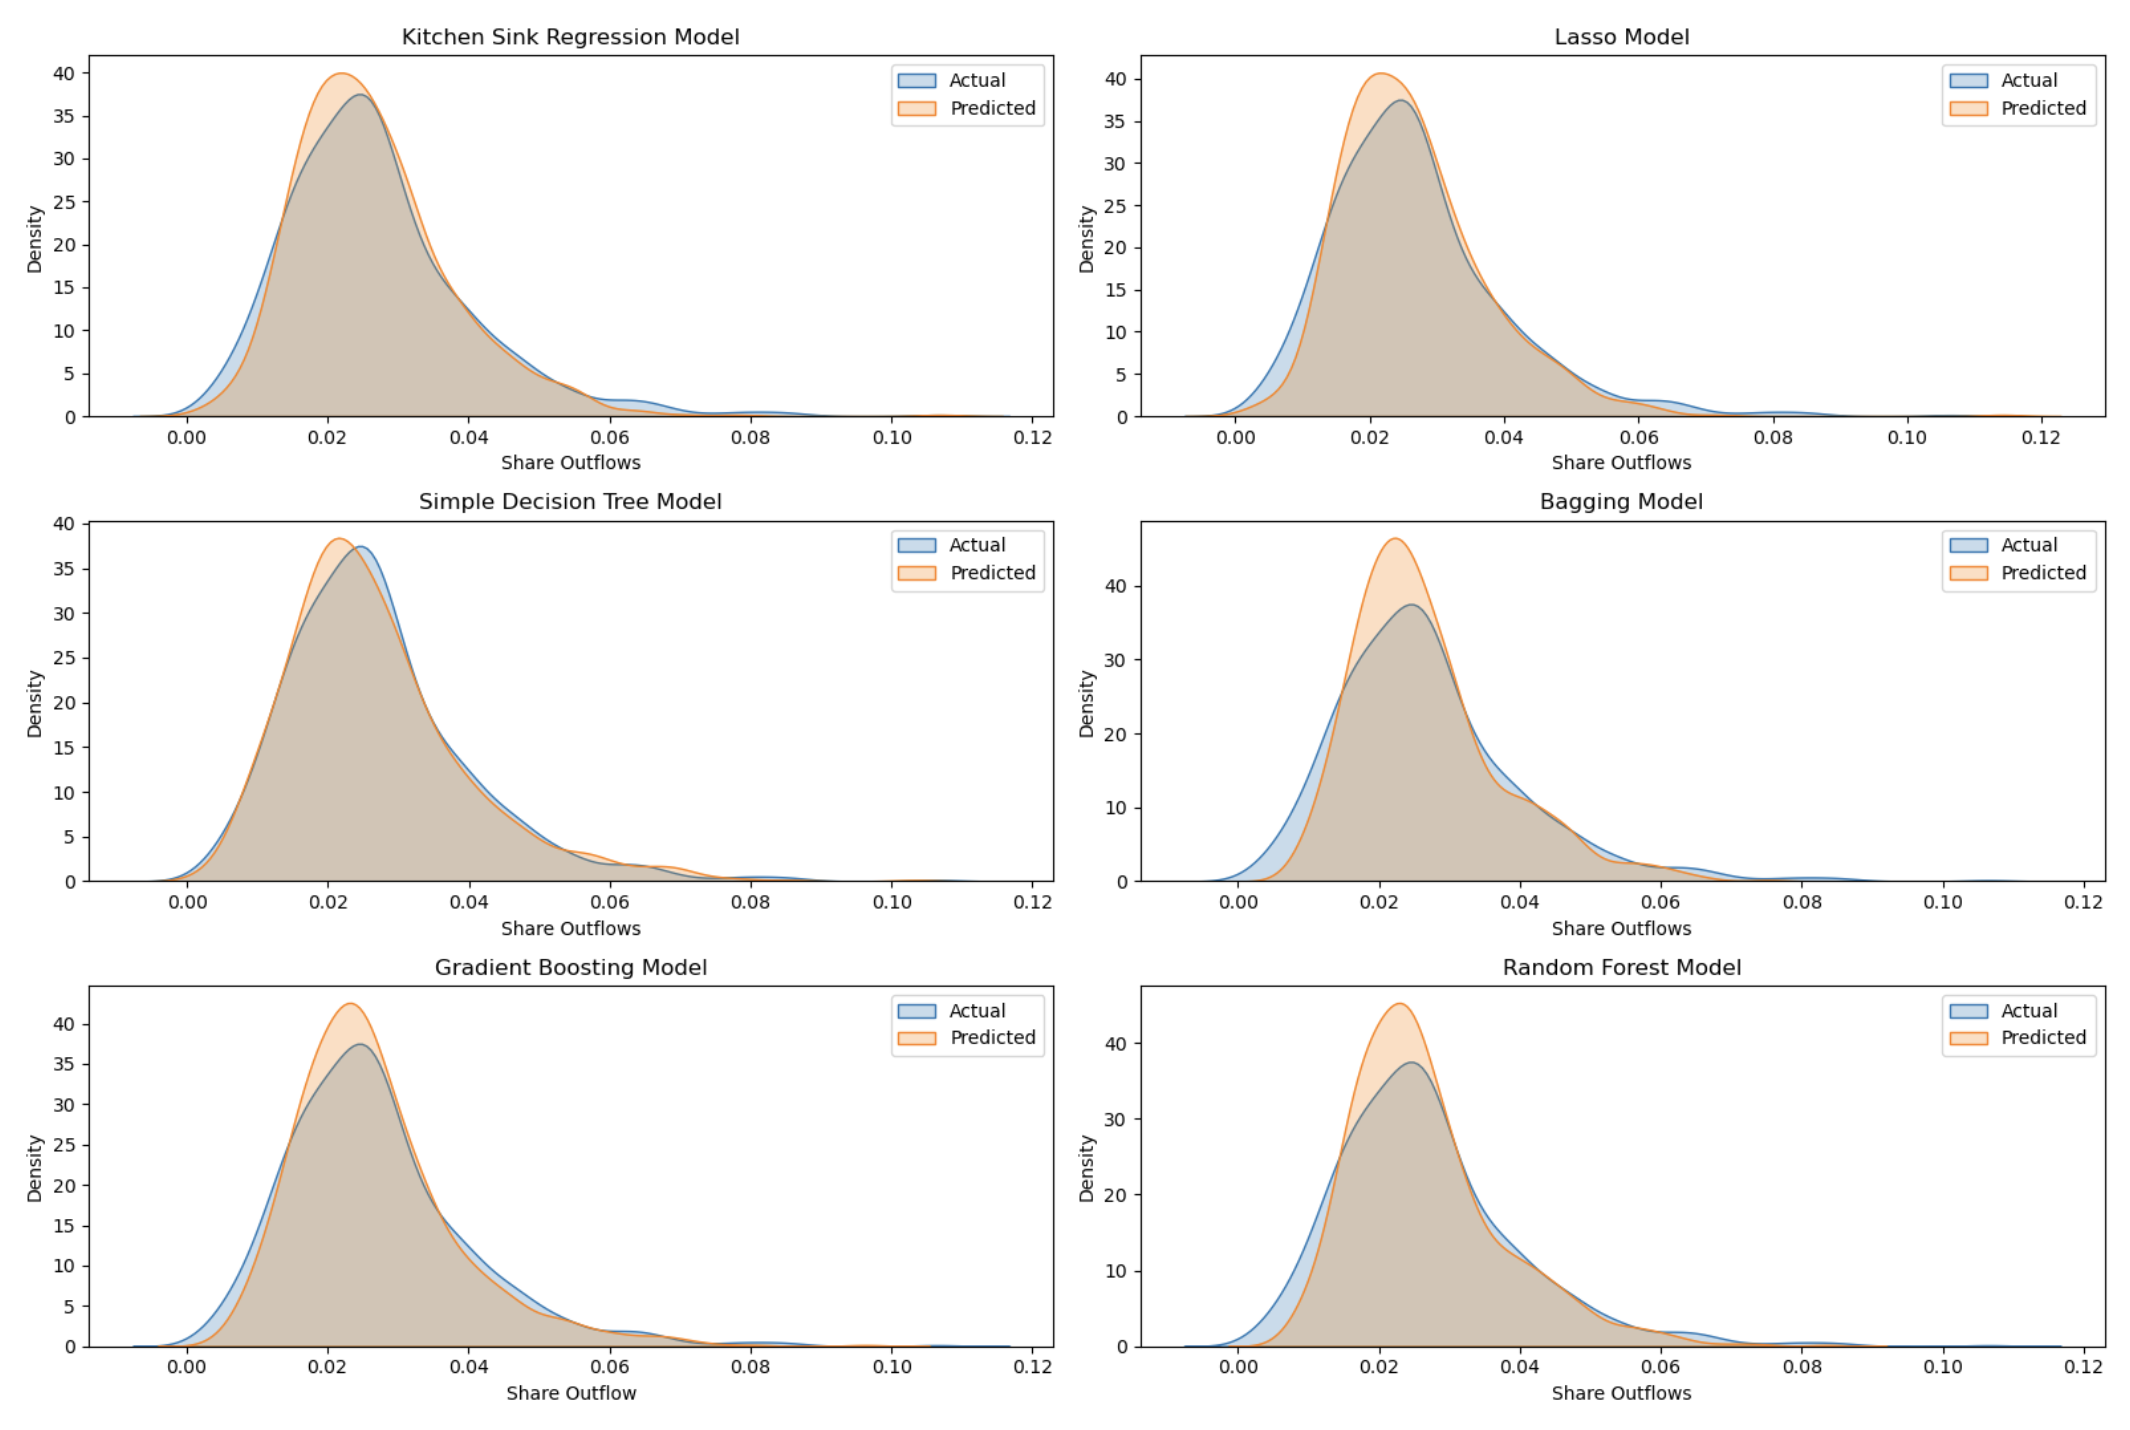 Kitchen Sink Regression Model
40
35
30
25
20
15
10
5
0
Density
Actual
Predicted
0.00 0.02 0.04 0.06 0.08 0.10 0.12
Share Outflows
Lasso Model
40
35
30
25
20
15
10
5
0
Density
Actual
Predicted
0.00 0.02 0.04 0.06 0.08 0.10 0.12
Share Outflows
Simple Decision Tree Model
40
35
30
25
20
15
10
5
0
Density
Actual
Predicted
0.00 0.02 0.04 0.06 0.08 0.10 0.12
Share Outflows
Bagging Model
40
30
20
10
0
Density
Actual
Predicted
0.00 0.02 0.04 0.06 0.08 0.10 0.12
Share Outflows
Gradient Boosting Model
40
35
30
25
20
15
10
5
0
Density
Actual
Predicted
0.00 0.02 0.04 0.06 0.08 0.10 0.12
Share Outflow
Random Forest Model
40
30
20
10
0
Density
Actual
Predicted
0.00 0.02 0.04 0.06 0.08 0.10 0.12
Share Outflows